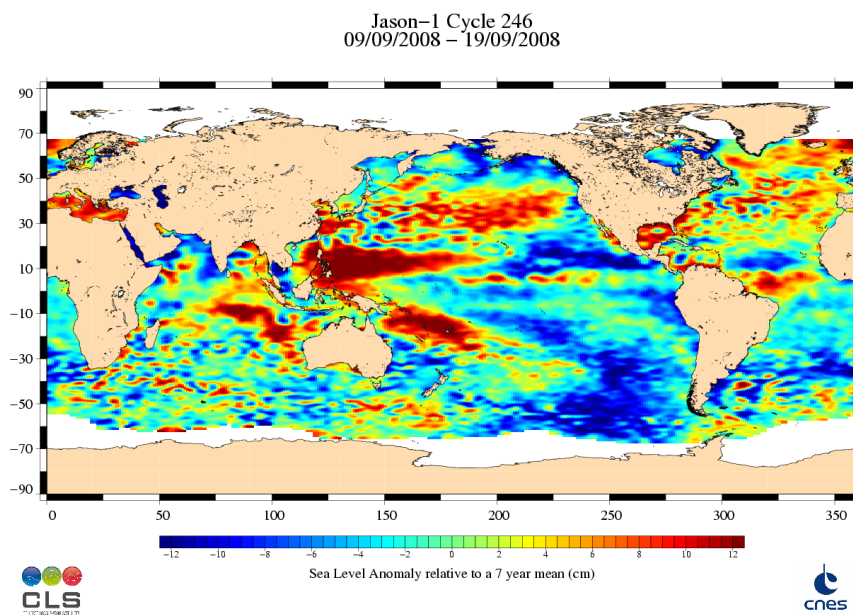 Jason-1 Cycle 246
09/09/2008 - 19/09/2008
90
70
50
30
10
-10
-30
-50
-70
-90
0 50 100 150 200 250 300 350
-12 -10 -8 -6 -4 -2 0 2 4 6 8 10 12
Sea Level Anomaly relative to a 7 year mean (cm)
CLS
cnes